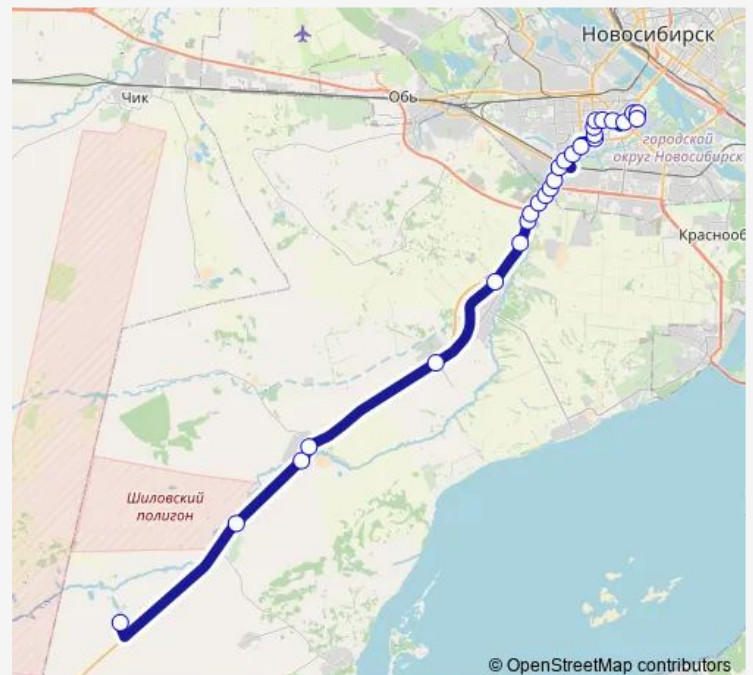 Новосибирск
Чик
Обь
городской
округ Новосибирск
Краснооб
Шиловский
полигон
© OpenStreetMap contributors